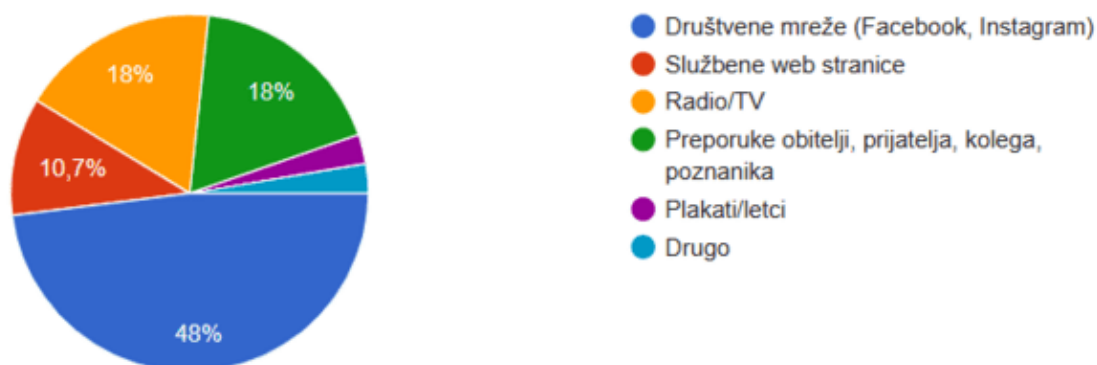 18%
18%
10,7%
48%
Društvene mreže (Facebook, Instagram)
Službene web stranice
Radio/TV
Preporuke obitelji, prijatelja, kolega,
poznanika
Plakati/letci
Drugo